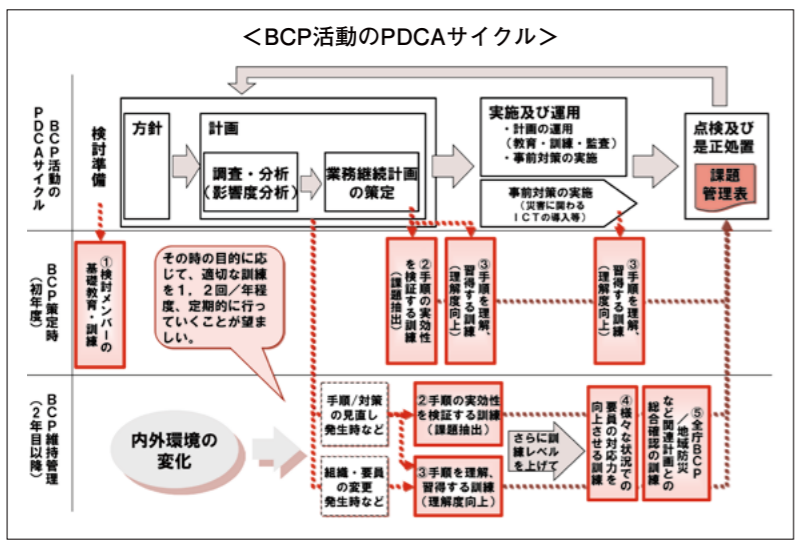 ＜BCP活動のPDCAサイクル＞
BCP活動の
PDCAサイクル
検討準備
方針
計画
調査・分析
（影響度分析）
業務継続計画
の策定
実施及び運用
・計画の運用
（教育・訓練・監査）
・事前対策の実施
事前対策の実施
（災害に関わる
ICTの導入等）
点検及び
是正処置
課題
管理表
BCP策定時
（初年度）
①検討メンバーの
基礎教育・訓練
その時の目的に応
じて、適切な訓練
を1．2回／年程
度、定期的に行っ
ていくことが望ま
しい。
②手順の実効性
を検証する訓練
（課題抽出）
③手順を理解、
習得する訓練
（理解度向上）
③手順を理解、
習得する訓練
（理解度向上）
BCP維持管理
（2年目以降）
内外環境の
変化
手順/対策
の見直し
発生時など
組織・要員
の変更
発生時など
2手順の実効性
を検証する訓練
（課題抽出）
3手順を理解、
習得する訓練
（理解度向上）
さらに訓
練レベル
を上げて
④様々な状況での
要員の対応力を
向上させる訓練
⑤全庁BCP
／地域防災
など関連計画との
総合確認の訓練